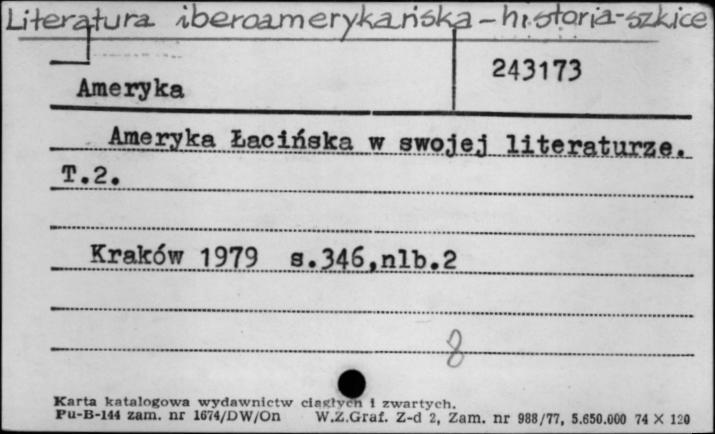 Literatura iberoamerykańska - historia - szkice
243173
Ameryka
Ameryka Łacińska w swojej literaturze.
T.2.
Kraków 1979 s.346,nlb.2
8
Karta katalogowa wydawnictw ciągłych i zwartych.
Pu-B-144 zam. nr 1674/DW/On W.Z.Graf. Z-d 2, Zam. nr 988/77, 5.650.000 74 X 120